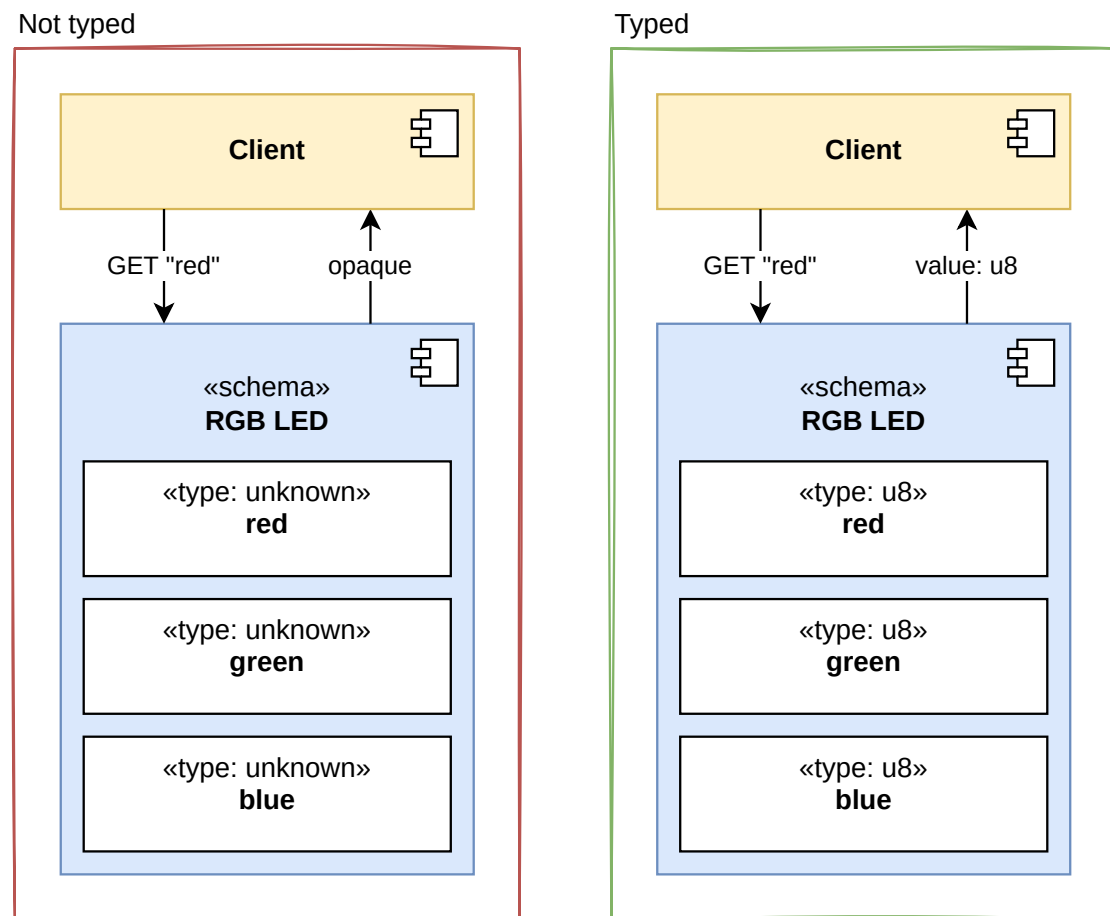 Not typed
Client
GET "red"
opaque
«schema»
RGB LED
«type: unknown»
red
«type: unknown»
green
«type: unknown»
blue
Typed
Client
GET "red"
value: u8
«schema»
RGB LED
«type: u8»
red
«type: u8»
green
«type: u8»
blue